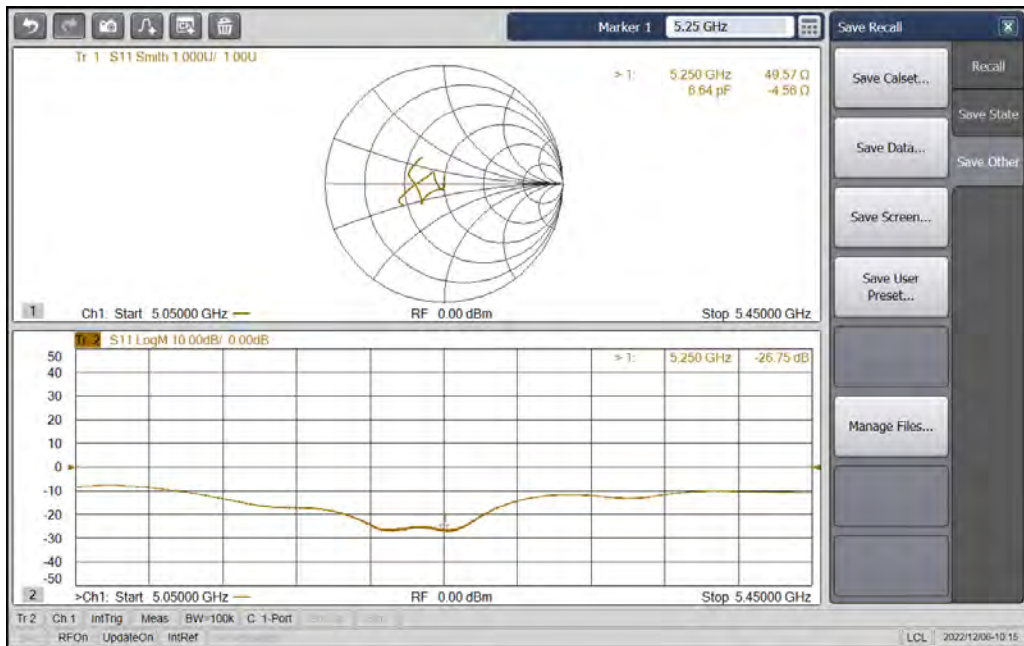 Marker 1 5.25 GHz
Save Recall
Tr 1 S11 Smith 1.000U/ 1.00U
> 1: 5.250 GHz 49.57 Ω
6.64 pF -4.56 Ω
1 Ch1: Start 5.05000 GHz RF 0.00 dBm Stop 5.45000 GHz
Tr 2 S11 LogM 10.00dB/ 0.00dB
> 1: 5.250 GHz -26.75 dB
50
40
30
20
10
0
-10
-20
-30
-40
-50
2 >Ch1: Start 5.05000 GHz RF 0.00 dBm Stop 5.45000 GHz
Save Calset...
Save Data...
Save Screen...
Save User
Preset...
Manage Files...
Recall
Save State
Save Other
Tr 2 Ch 1 IntTrig Meas BW=100k C 1-Port
RFOn UpdateOn IntRef LCL 2022/12/06-10:15